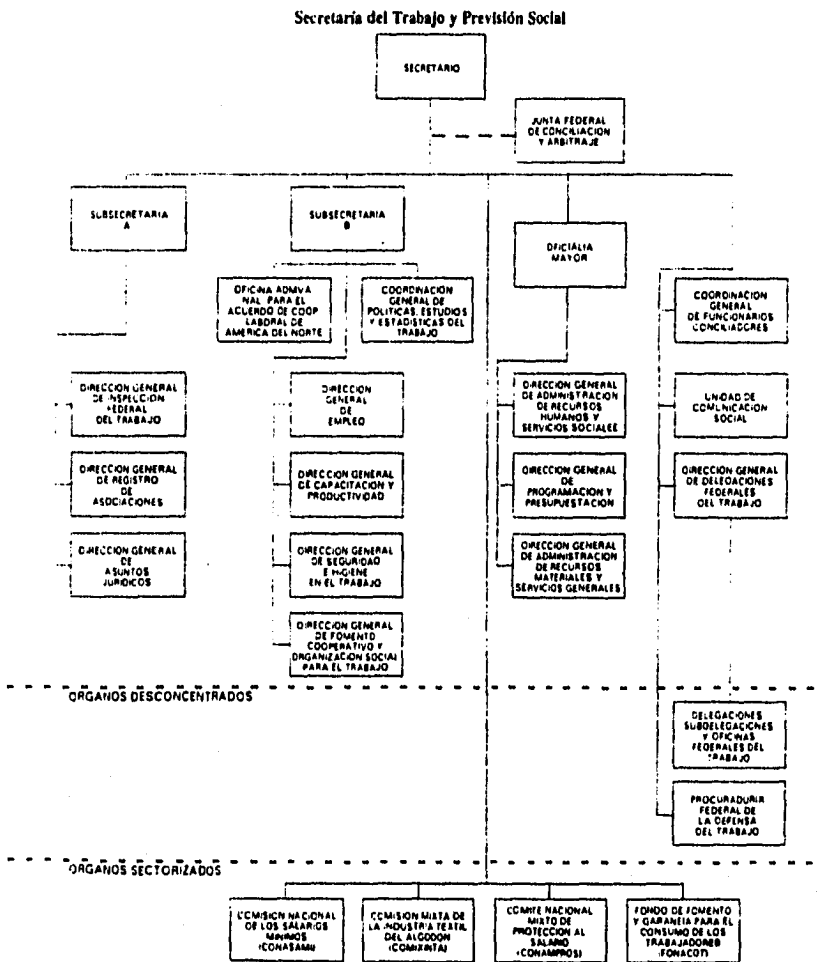 Secretaría del Trabajo y Previsión Social
SECRETARIO
JUNTA FEDERAL
DE CONCILIACION
Y ARBITRAJE
SUBSECRETARIA
A
SUBSECRETARIA
B
OFICIALIA
MAYOR
OFICINA ADMVA
NAL PARA EL
ACUERDO DE COOP
LABORAL DE
AMERICA DEL NORTE
COORDINACION
GENERAL DE
POLITICAS, ESTUDIOS
Y ESTADISTICAS DEL
TRABAJO
COORDINACION
GENERAL
DE FUNCIONARIOS
CONCILIADORES
DIRECCION GENERAL
DE INSPECCION
FEDERAL
DEL TRABAJO
DIRECCION
GENERAL
DE
EMPLEO
DIRECCION GENERAL
DE ADMINISTRACION
DE RECURSOS
HUMANOS Y
SERVICIOS SOCIALEE
UNIDAD DE
COMUNICACION
SOCIAL
DIRECCION GENERAL
DE REGISTRO
DE
ASOCIACIONES
DIRECCION GENERAL
DE CAPACITACION Y
PRODUCTIVIDAD
DIRECCION GENERAL
DE
PROGRAMACION Y
PRESUPUESTACION
DIRECCION GENERAL
DE DELEGACIONES
FEDERALES
DEL TRABAJO
DIRECCION GENERAL
DE
ASUNTOS
JURIDICOS
DIRECCION GENERAL
DE SEGURIDAD
E HIGIENE
EN EL TRABAJO
DIRECCION GENERAL
DE ADMINISTRACION
DE RECURSOS
MATERIALES Y
SERVICIOS GENERALES
DIRECCION GENERAL
DE FOMENTO
COOPERATIVO Y
ORGANIZACION SOCIAL
PARA EL TRABAJO
ORGANOS DESCONCENTRADOS
DELEGACIONES
SUBDELEGACIONES
Y OFICINAS
FEDERALES DEL
TRABAJO
PROCURADURIA
FEDERAL DE
LA DEFENSA
DEL TRABAJO
ORGANOS SECTORIZADOS
COMISION NACIONAL
DE LOS SALARIOS
MINIMOS
(CONASAMI)
COMISION MIXTA DE
LA INDUSTRIA TEXTIL
DEL ALGODON
(COMIXINTA)
COMITE NACIONAL
MIXTO DE
PROTECCION AL
SALARIO
(CONAMPROS)
FONDO DE FOMENTO
Y GARANTIA PARA EL
CONSUMO DE LOS
TRABAJADORES
(FONACOT)